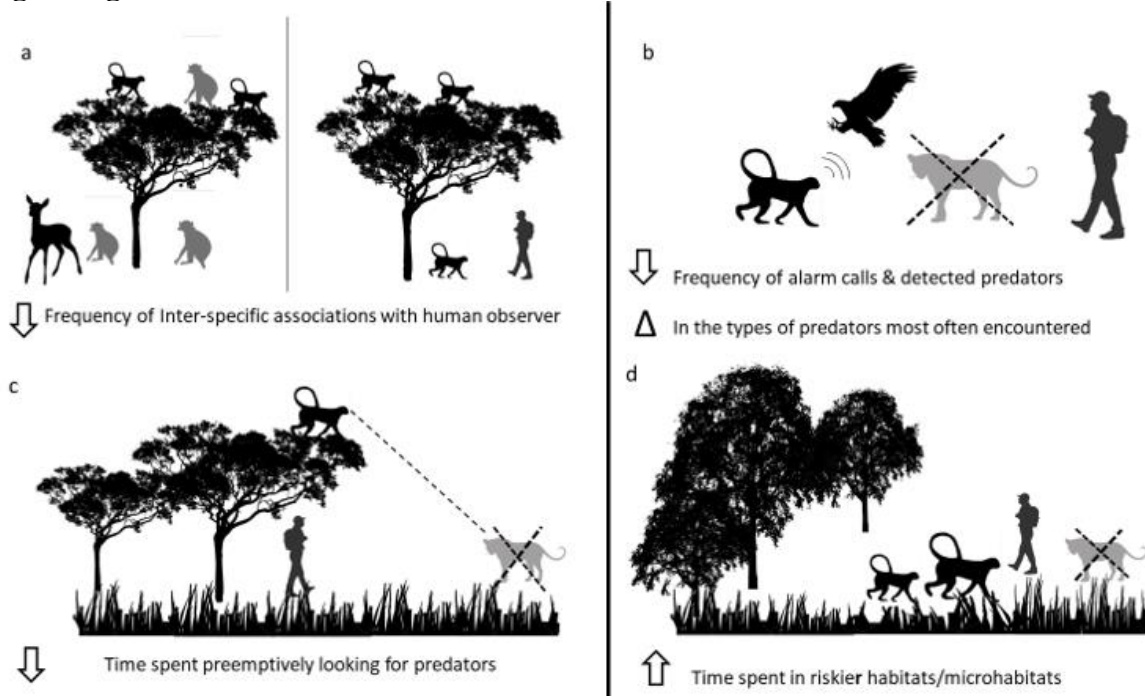 a
Frequency of Inter-specific associations with human observer
b
Frequency of alarm calls & detected predators
Δ In the types of predators most often encountered
c
Time spent preemptively looking for predators
d
Time spent in riskier habitats/microhabitats